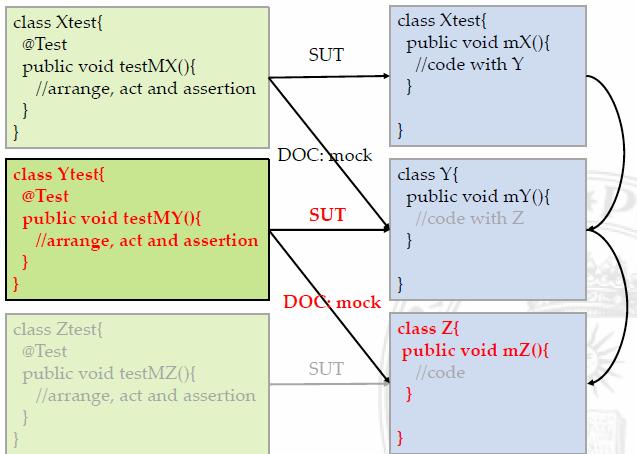 class Xtest{
@Test
public void testMX(){
//arrange, act and assertion
}
}
SUT
class Xtest{
public void mX(){
//code with Y
}
}
DOC: mock
class Ytest{
@Test
public void testMY(){
//arrange, act and assertion
}
}
SUT
class Y{
public void mY(){
//code with Z
}
}
DOC: mock
class Ztest{
@Test
public void testMZ(){
//arrange, act and assertion
}
}
SUT
class Z{
public void mZ(){
//code
}
}